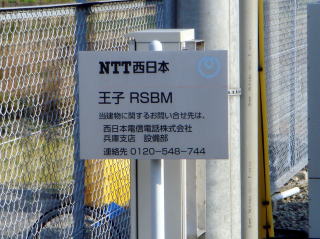 NTT西日本
王子 RSBM
当建物に関するお問い合せ先は、
西日本電信電話株式会社
兵庫支店 設備部
連絡先 0120-548-744